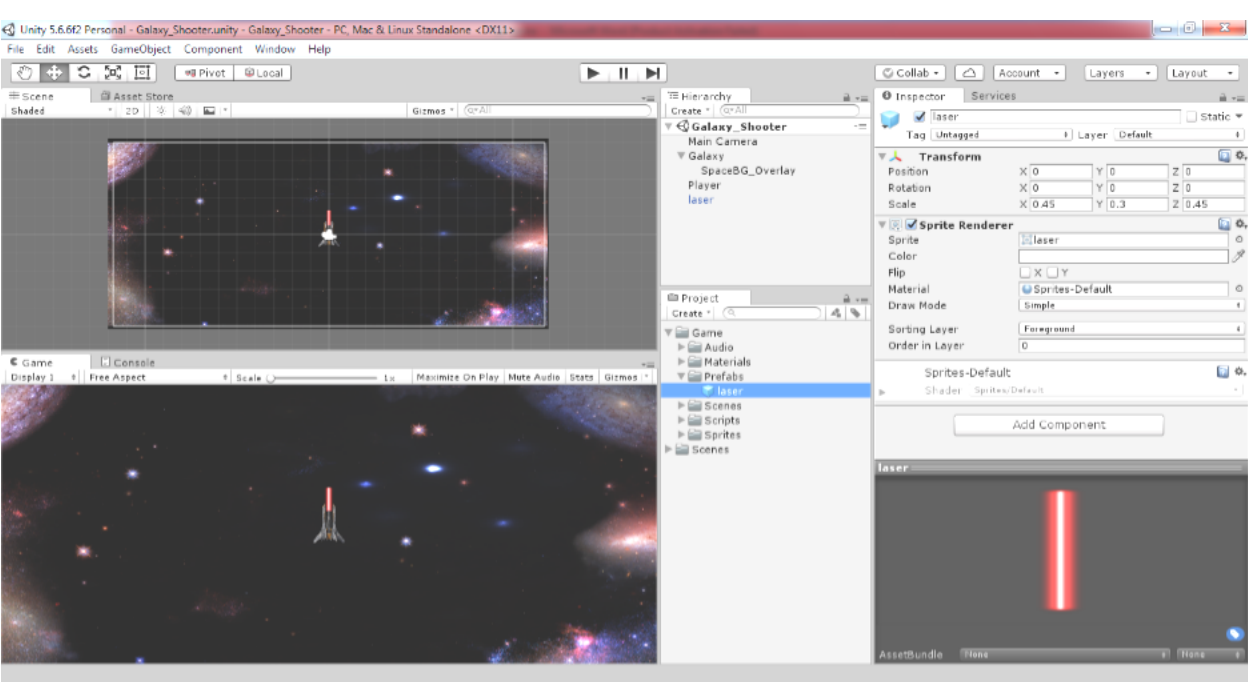 Unity 5.6.6f2 Personal - Galaxy_Shooter.unity - Galaxy_Shooter - PC, Mac & Linux Standalone <DX11>
File Edit Assets GameObject Component Window Help
Pivot Local Collab Account Layers Layout
Scene Asset Store
Shaded 2D Gizmos All
Hierarchy
Create All
Galaxy_Shooter
Main Camera
Galaxy
SpaceBG_Overlay
Player
laser
Inspector Services
laser Static
Tag Untagged Layer Default
Transform
Position X 0 Y 0 Z 0
Rotation X 0 Y 0 Z 0
Scale X 0.45 Y 0.3 Z 0.45
Sprite Renderer
Sprite laser
Color
Flip X Y
Material Sprites-Default
Draw Mode Simple
Sorting Layer Foreground
Order in Layer 0
Sprites-Default
Shader Sprites/Default
Add Component
Project
Create
Game
Audio
Materials
Prefabs
laser
Scenes
Scripts
Sprites
Scenes
Game Console
Display 1 Free Aspect Scale 1x Maximize On Play Mute Audio Stats Gizmos
laser
AssetBundle None None